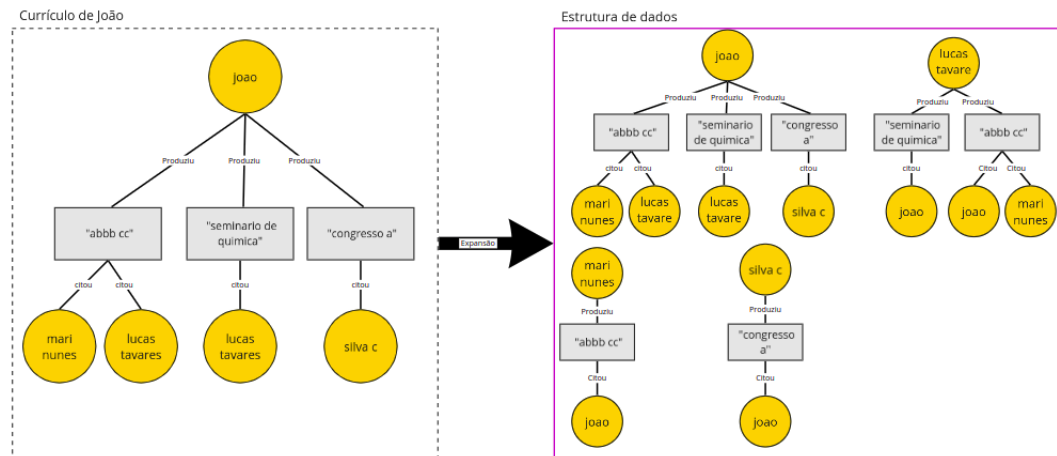 Currículo de João
joao
Produziu
Produziu
Produziu
"abbb cc"
"seminario de
quimica"
"congresso a"
citou
citou
citou
citou
mari
nunes
lucas
tavares
lucas
tavares
silva c
Expansão
Estrutura de dados
joao
Produziu
Produziu
Produziu
"abbb cc"
"seminario
de quimica"
"congresso
a"
citou
citou
citou
citou
mari
nunes
lucas
tavare
lucas
tavare
silva c
lucas
tavare
Produziu
Produziu
"seminario
de quimica"
"abbb cc"
citou
Citou
Citou
joao
joao
mari
nunes
mari
nunes
Produziu
"abbb cc"
Citou
joao
silva c
Produziu
"congresso
a"
Citou
joao